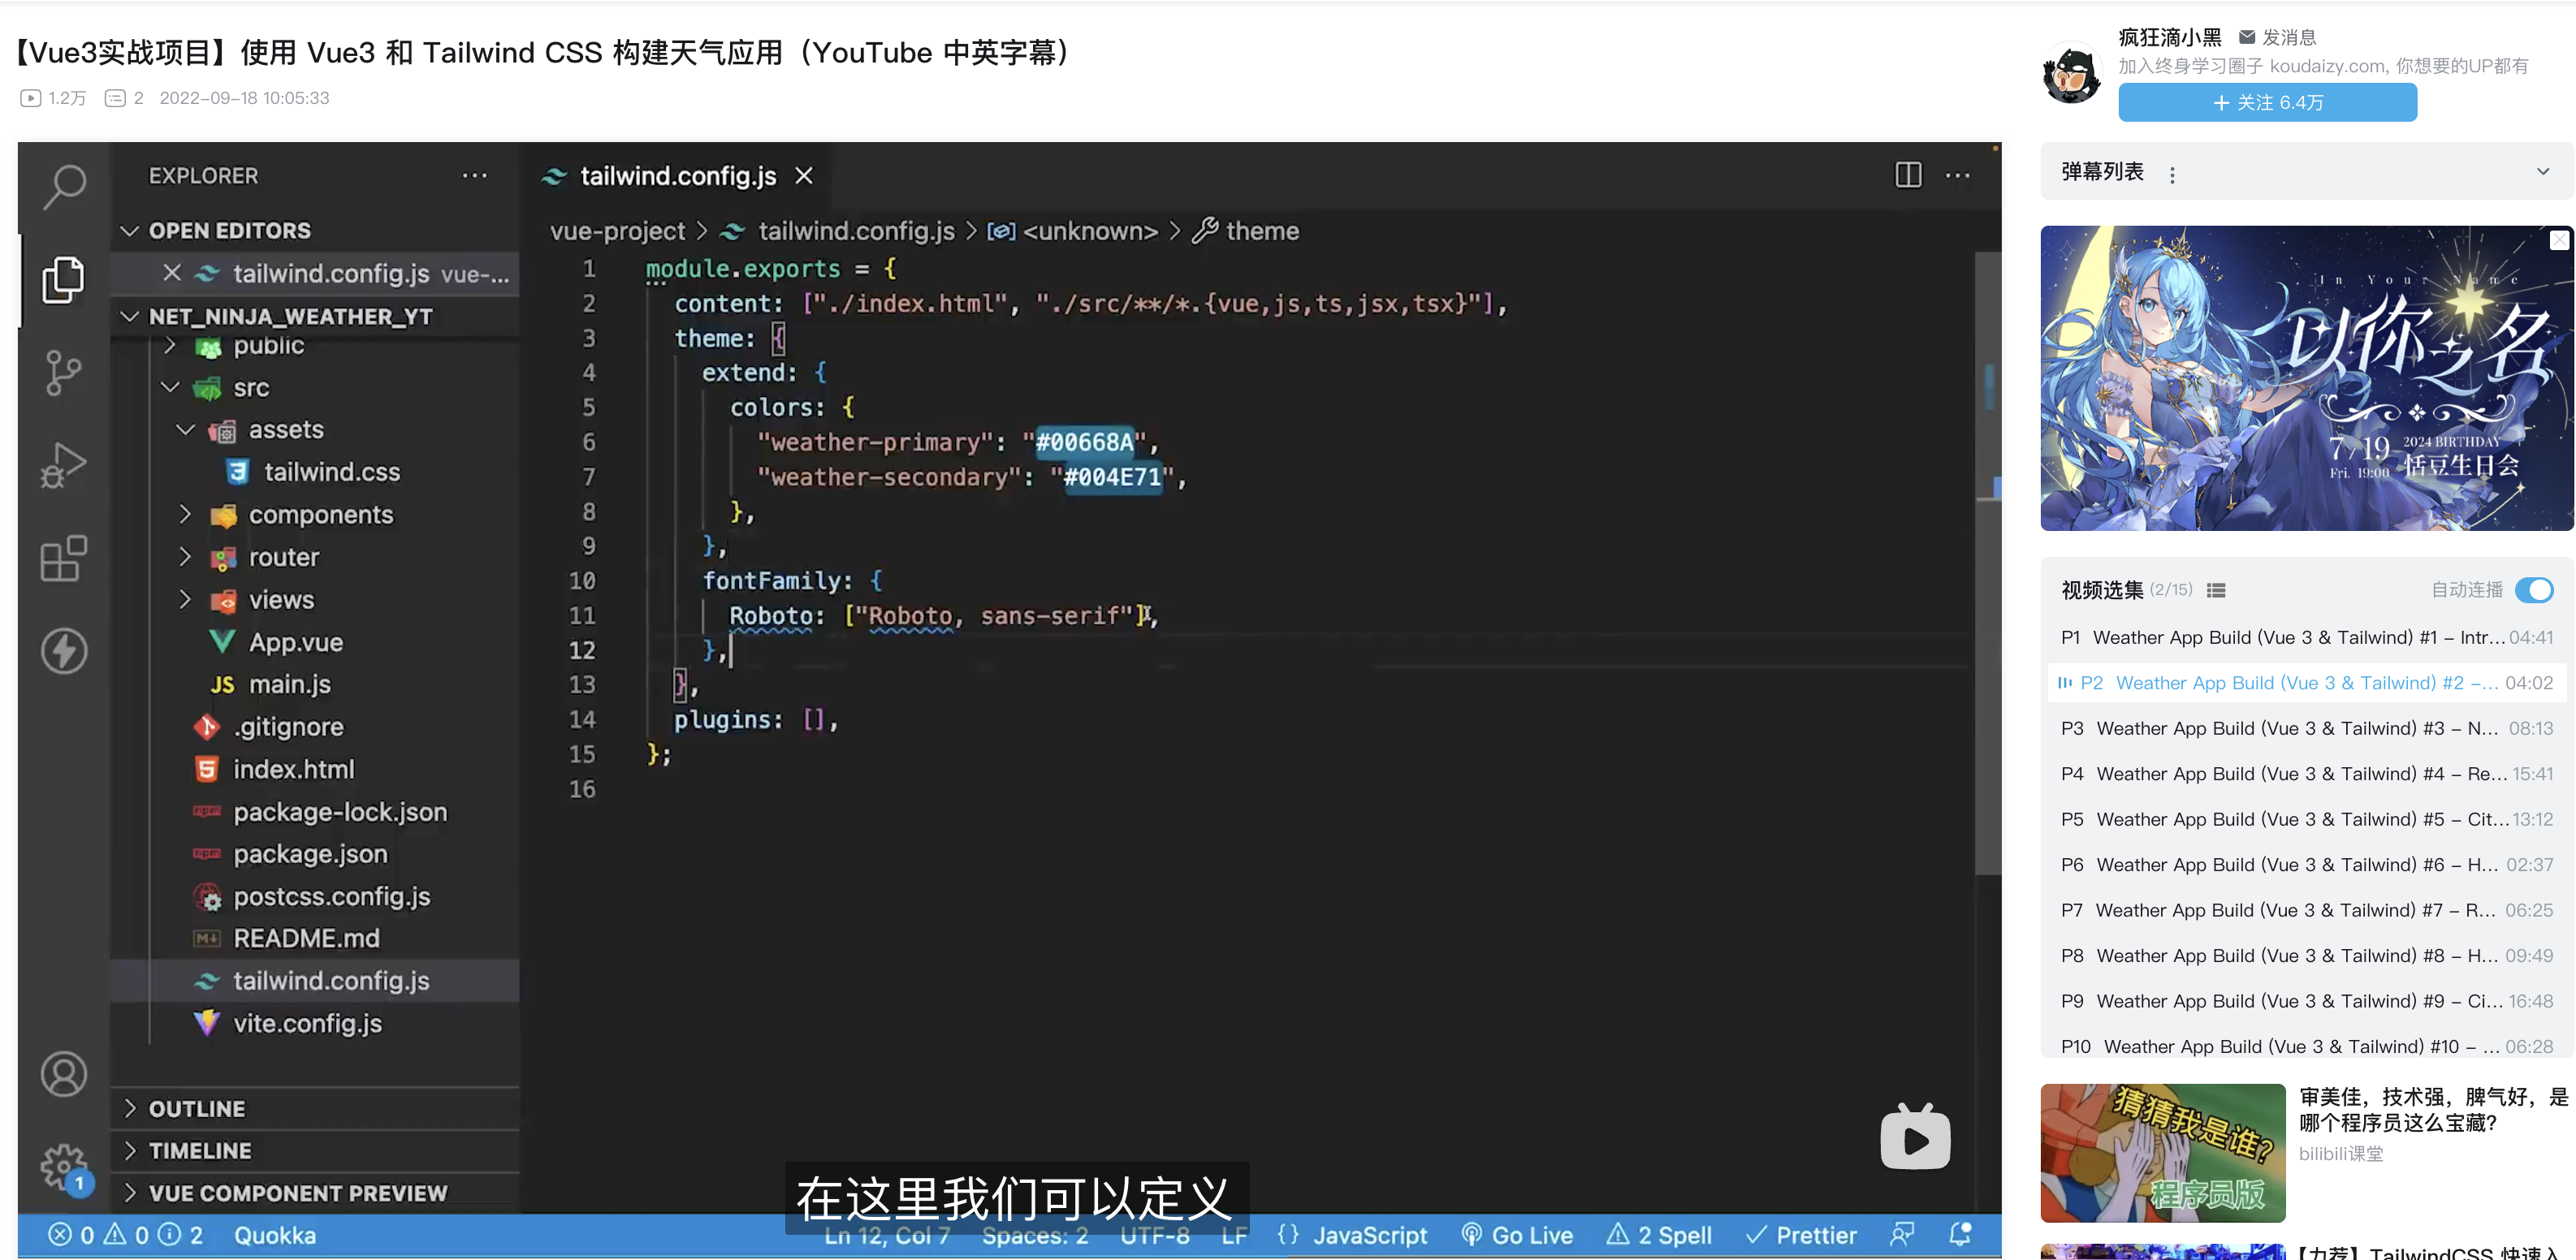 【Vue3实战项目】使用 Vue3 和 Tailwind CSS 构建天气应用（YouTube 中英字幕）
1.2万 2 2022-09-18 10:05:33
疯狂滴小黑 发消息
加入终身学习圈子 koudaizy.com, 你想要的UP都有
+ 关注 6.4万
EXPLORER ···
OPEN EDITORS
tailwind.config.js vue-...
NET_NINJA_WEATHER_YT
public
src
assets
tailwind.css
components
router
views
App.vue
JS main.js
.gitignore
index.html
package-lock.json
package.json
postcss.config.js
README.md
tailwind.config.js
vite.config.js
OUTLINE
TIMELINE
VUE COMPONENT PREVIEW
1
tailwind.config.js
vue-project > tailwind.config.js > <unknown> > theme
1 module.exports = {
2 content: ["./index.html", "./src/**/*.{vue,js,ts,jsx,tsx}"],
3 theme: {
4 extend: {
5 colors: {
6 "weather-primary": "#00668A",
7 "weather-secondary": "#004E71",
8 },
9 },
10 fontFamily: {
11 Roboto: ["Roboto, sans-serif"],
12 },
13 },
14 plugins: [],
15 };
16
在这里我们可以定义
0 0 2 Quokka Ln 12, Col 7 Spaces: 2 UTF-8 LF {} JavaScript Go Live 2 Spell Prettier
弹幕列表
In Your Name
以你之名
7/19 2024 BIRTHDAY
Fri. 19:00 恬豆生日会
视频选集 (2/15) 自动连播
P1 Weather App Build (Vue 3 & Tailwind) #1 - Intr... 04:41
P2 Weather App Build (Vue 3 & Tailwind) #2 -... 04:02
P3 Weather App Build (Vue 3 & Tailwind) #3 - N... 08:13
P4 Weather App Build (Vue 3 & Tailwind) #4 - Re... 15:41
P5 Weather App Build (Vue 3 & Tailwind) #5 - Cit... 13:12
P6 Weather App Build (Vue 3 & Tailwind) #6 - H... 02:37
P7 Weather App Build (Vue 3 & Tailwind) #7 - R... 06:25
P8 Weather App Build (Vue 3 & Tailwind) #8 - H... 09:49
P9 Weather App Build (Vue 3 & Tailwind) #9 - Ci... 16:48
P10 Weather App Build (Vue 3 & Tailwind) #10 - ... 06:28
猜猜我是谁?
程序员版
审美佳，技术强，脾气好，是
哪个程序员这么宝藏?
bilibili课堂
【力荐】TailwindCSS 快速入